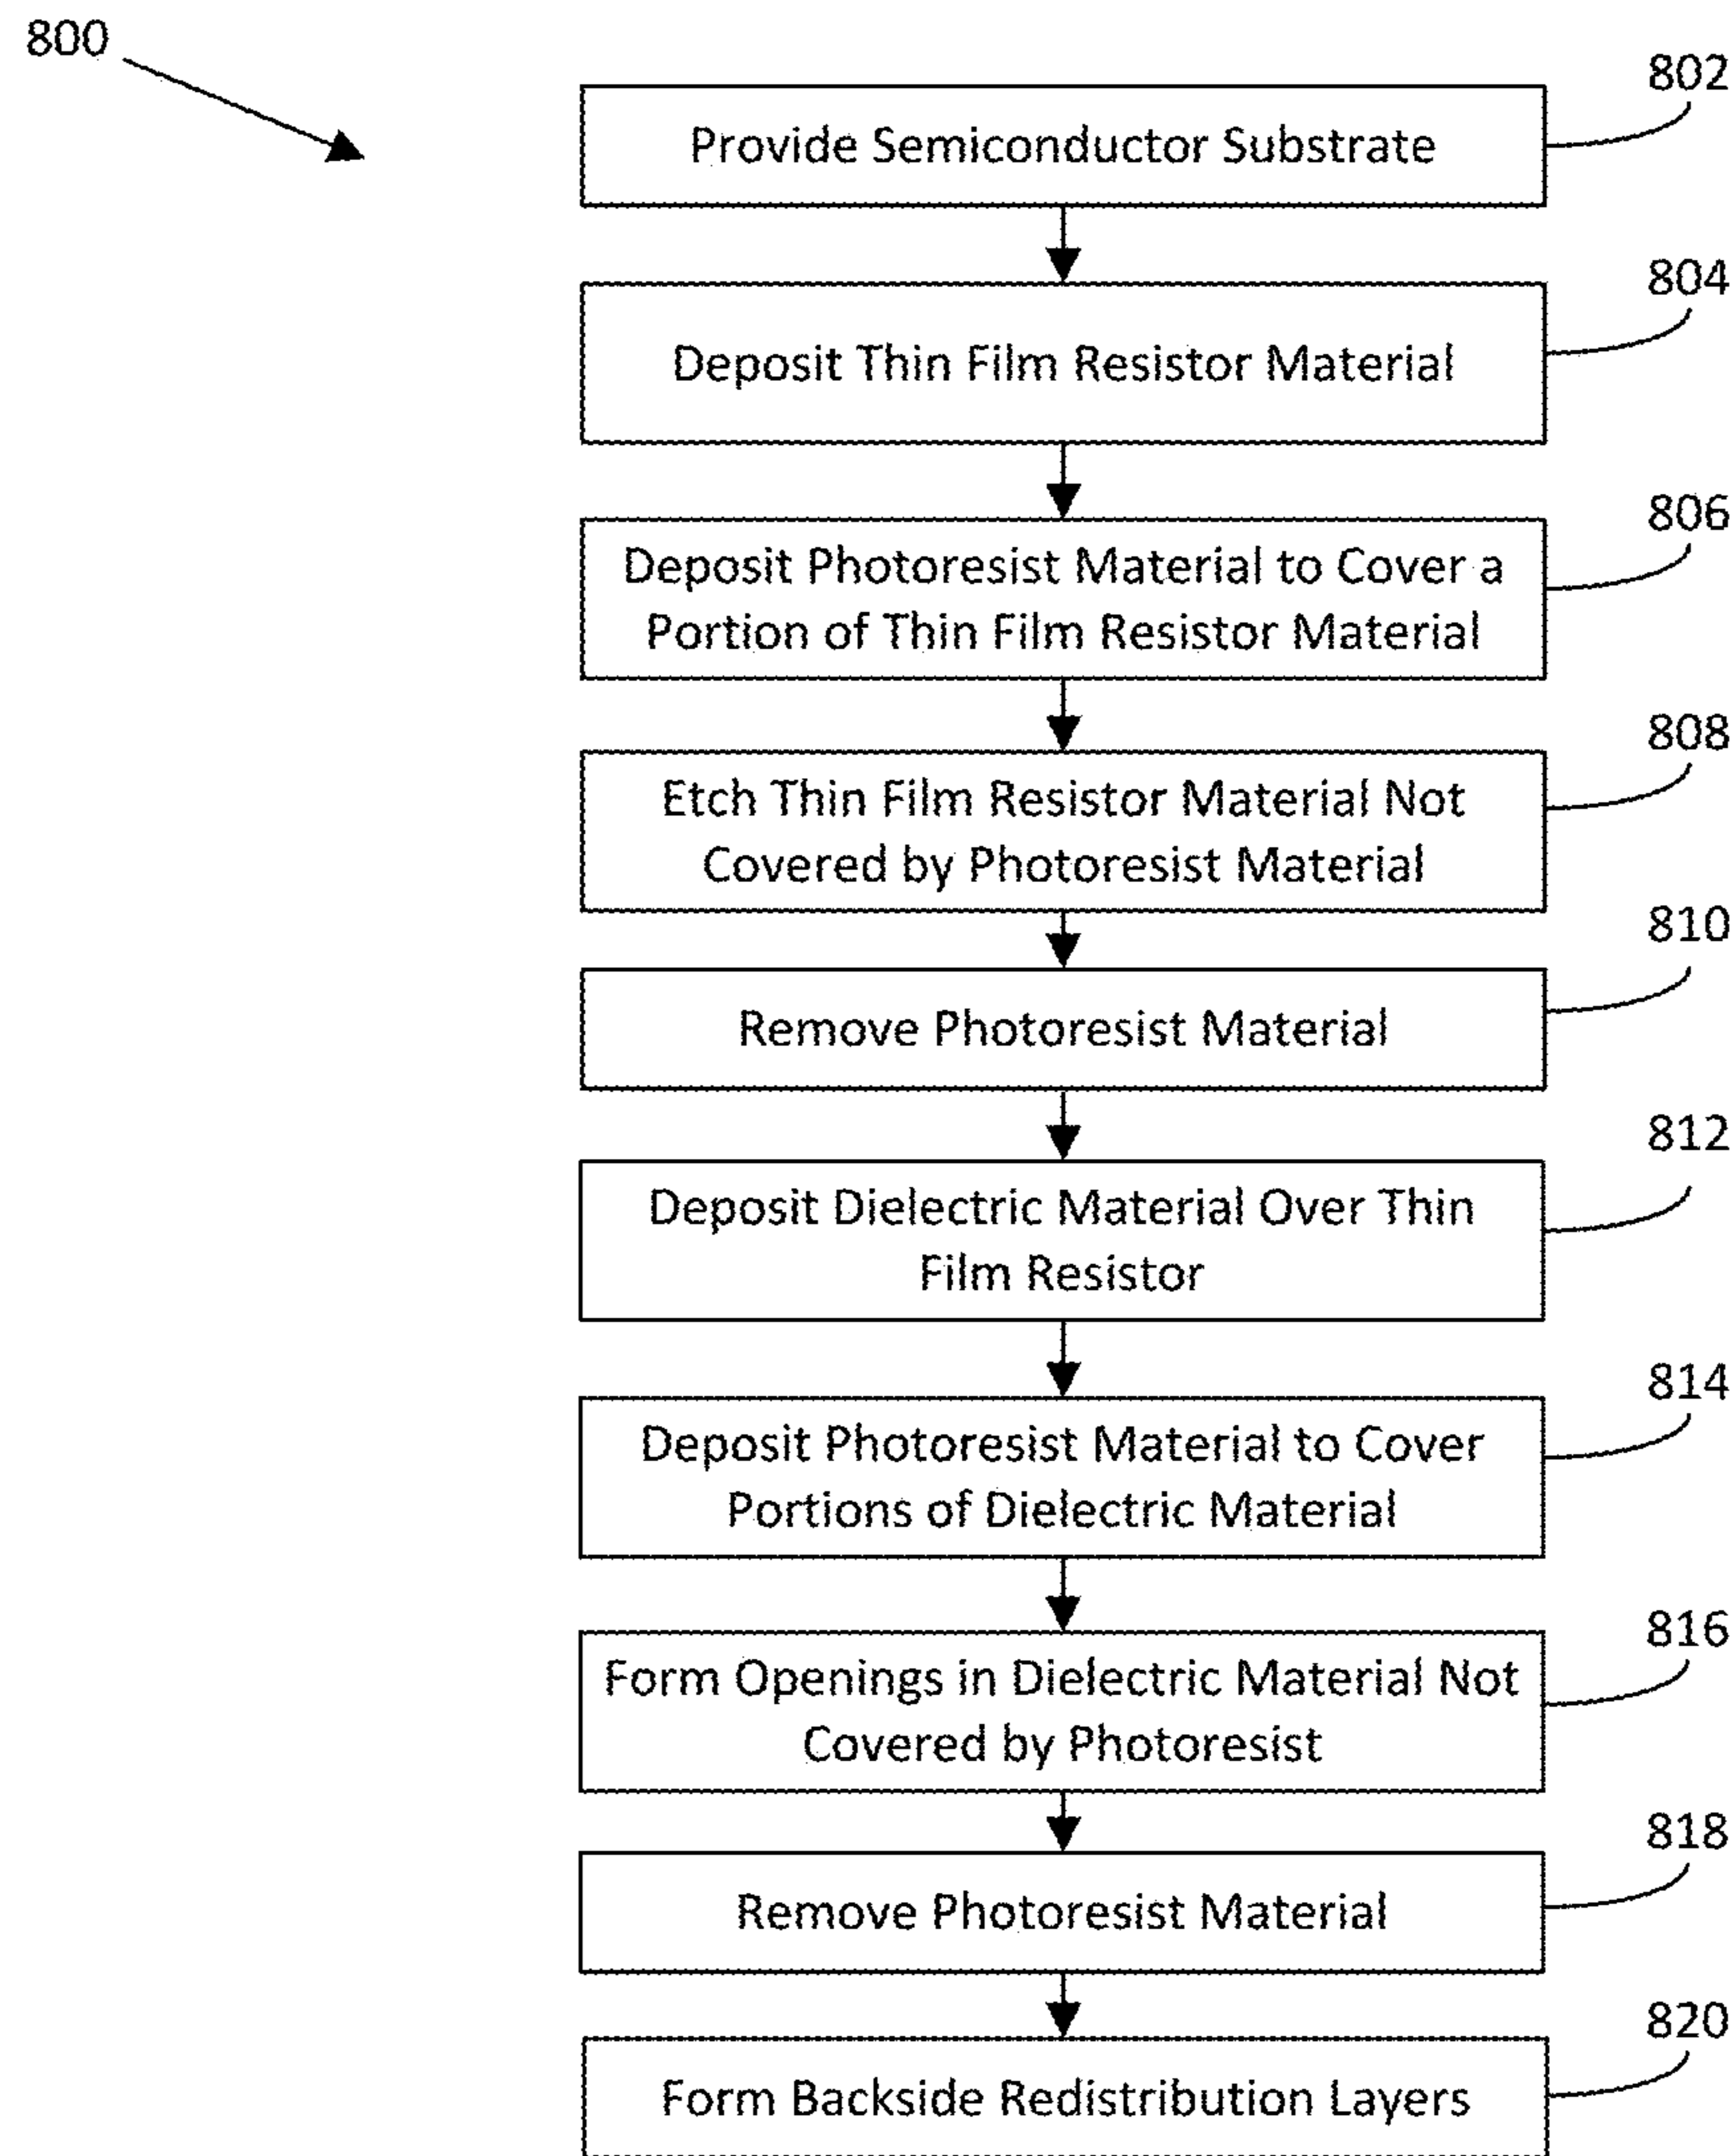 800
802
Provide Semiconductor Substrate
804
Deposit Thin Film Resistor Material
806
Deposit Photoresist Material to Cover a
Portion of Thin Film Resistor Material
808
Etch Thin Film Resistor Material Not
Covered by Photoresist Material
810
Remove Photoresist Material
812
Deposit Dielectric Material Over Thin
Film Resistor
814
Deposit Photoresist Material to Cover
Portions of Dielectric Material
816
Form Openings in Dielectric Material Not
Covered by Photoresist
818
Remove Photoresist Material
820
Form Backside Redistribution Layers